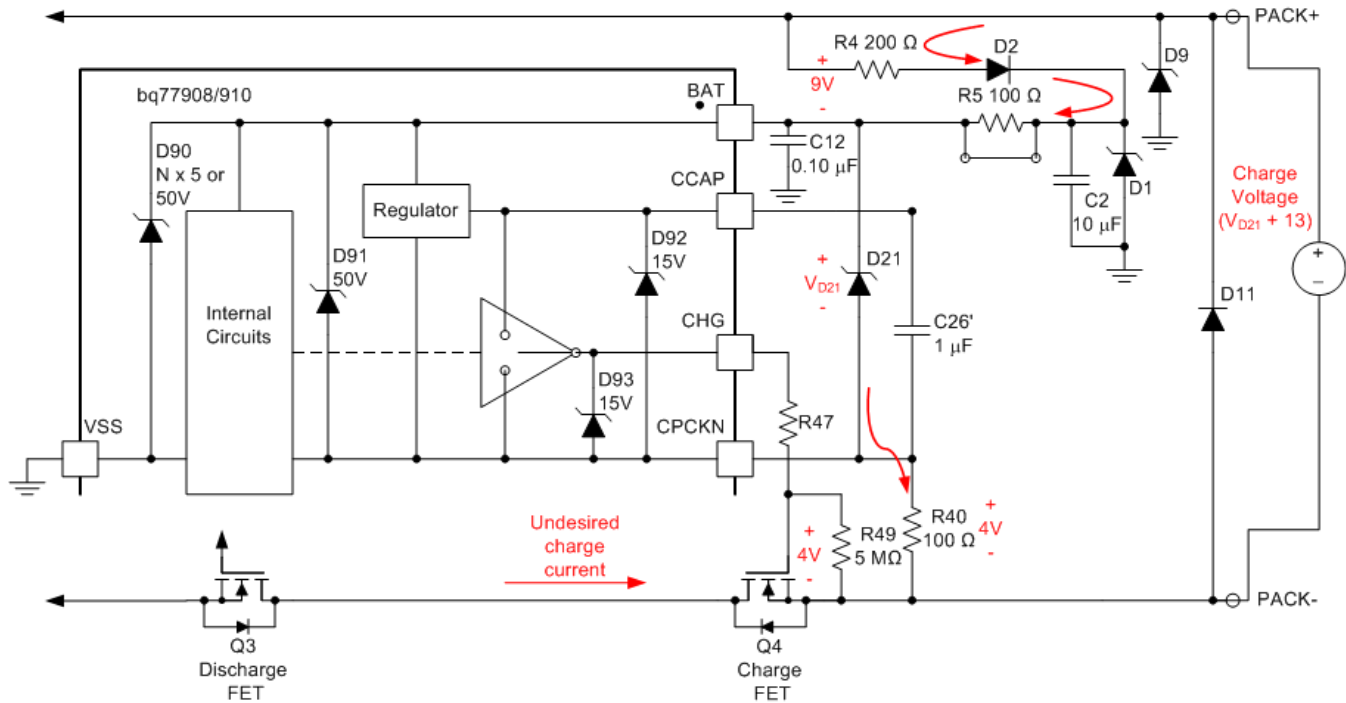 PACK+
R4 200 Ω
D2
D9
+
9V
-
R5 100 Ω
bq77908/910
BAT
C12
0.10 μF
D1
C2
10 μF
Charge
Voltage
(VD21 + 13)
+
–
D90
N x 5 or
50V
CCAP
Regulator
D92
15V
D91
50V
D21
+
VD21
-
D11
Internal
Circuits
CHG
C26'
1 μF
D93
15V
R47
VSS
CPCKN
Undesired
charge
current
+
4V
-
R49
5 MΩ
R40
100 Ω
+
4V
-
PACK-
Q3
Discharge
FET
Q4
Charge
FET